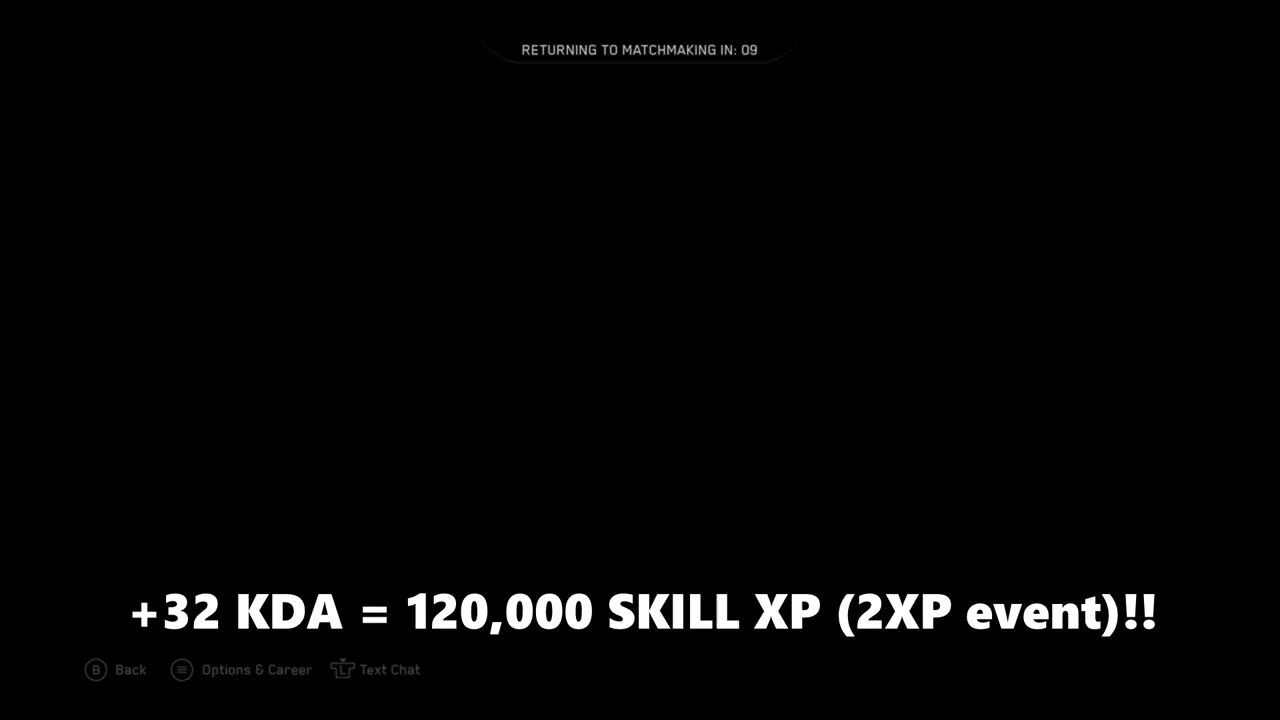 RETURNING TO MATCHMAKING IN: 09
+32 KDA = 120,000 SKILL XP (2XP event)!!
B Back Options & Career L Text Chat